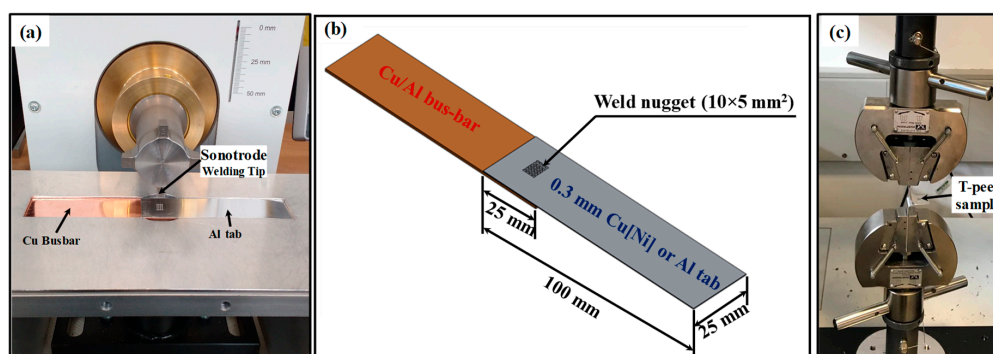 (a)
0 mm
25 mm
50 mm
Sonotrode
Welding Tip
Cu Busbar
Al tab
(b)
Cu/Al bus-bar
Weld nugget (10×5 mm²)
0.3 mm Cu[Ni] or Al tab
25 mm
100 mm
25 mm
(c)
T-pee
sampl